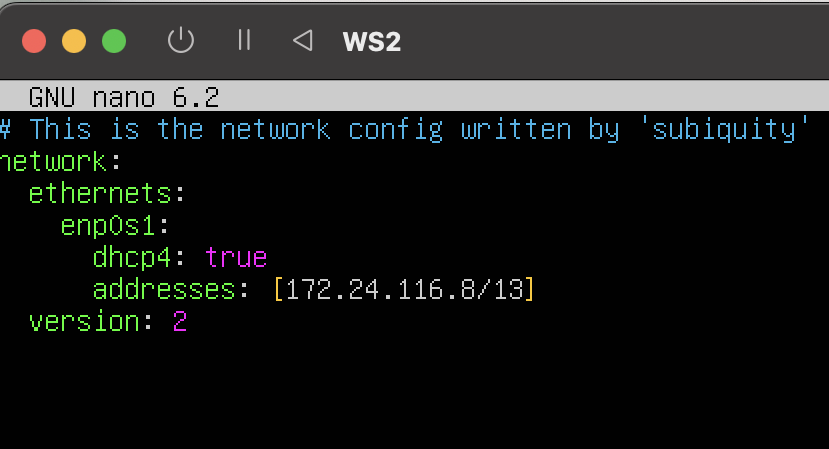 WS2
GNU nano 6.2
# This is the network config written by 'subiquity'
network:
  ethernets:
    enp0s1:
      dhcp4: true
      addresses: [172.24.116.8/13]
  version: 2